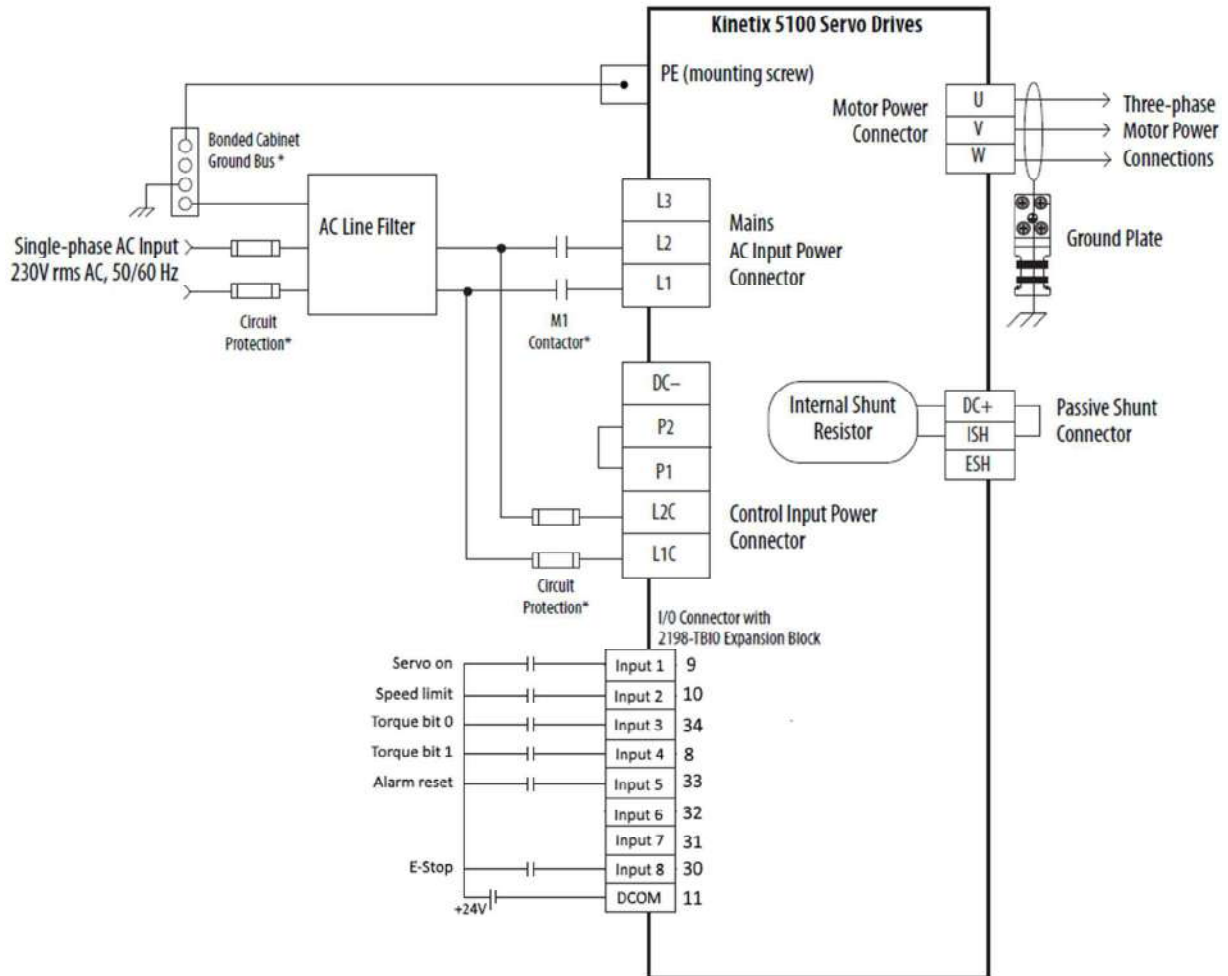 Kinetix 5100 Servo Drives
PE (mounting screw)
Bonded Cabinet
Ground Bus *
Motor Power
Connector
U
V
W
Three-phase
Motor Power
Connections
Ground Plate
AC Line Filter
Single-phase AC Input
230V rms AC, 50/60 Hz
Circuit
Protection*
M1
Contactor*
L3
L2
L1
Mains
AC Input Power
Connector
DC–
P2
P1
L2C
L1C
Control Input Power
Connector
Circuit
Protection*
Internal Shunt
Resistor
DC+
ISH
ESH
Passive Shunt
Connector
I/O Connector with
2198-TBIO Expansion Block
Servo on Input 1 9
Speed limit Input 2 10
Torque bit 0 Input 3 34
Torque bit 1 Input 4 8
Alarm reset Input 5 33
Input 6 32
Input 7 31
E-Stop Input 8 30
+24V DCOM 11